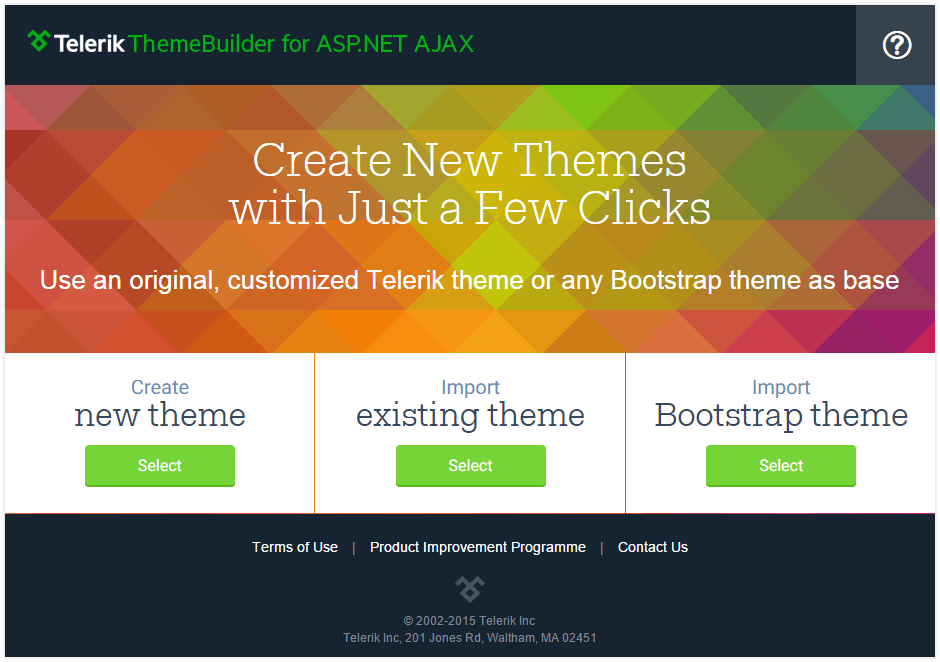 Telerik ThemeBuilder for ASP.NET AJAX
Create New Themes
with Just a Few Clicks
Use an original, customized Telerik theme or any Bootstrap theme as base
Create
new theme
Select
Import
existing theme
Select
Import
Bootstrap theme
Select
Terms of Use | Product Improvement Programme | Contact Us
© 2002-2015 Telerik Inc
Telerik Inc, 201 Jones Rd, Waltham, MA 02451